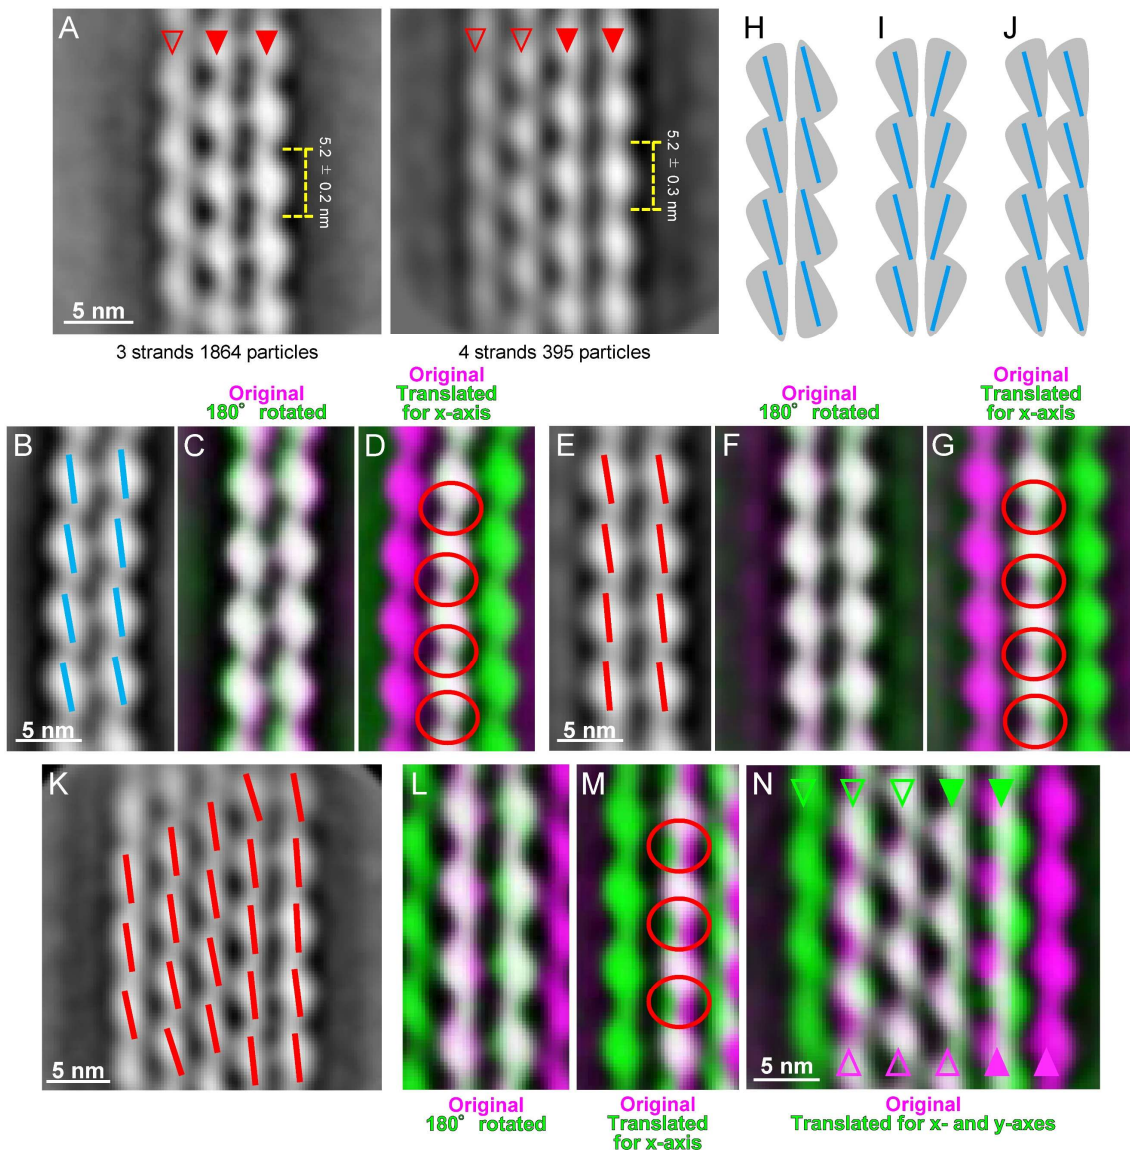 A
5.2 ± 0.2 nm
5 nm
3 strands 1864 particles
5.2 ± 0.3 nm
4 strands 395 particles
H
I
J
B
5 nm
Original
180° rotated
C
Original
Translated
for x-axis
D
E
5 nm
Original
180° rotated
F
Original
Translated
for x-axis
G
K
5 nm
L
Original
180° rotated
M
Original
Translated
for x-axis
N
5 nm
Original
Translated for x- and y-axes